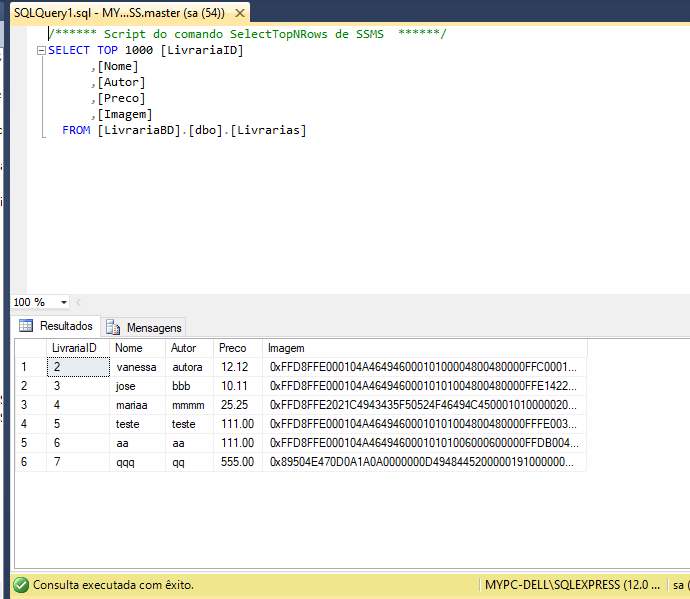 SQLQuery1.sql - MY...SS.master (sa (54))
/****** Script do comando SelectTopNRows de SSMS  ******/
SELECT TOP 1000 [LivrariaID]
,[Nome]
,[Autor]
,[Preco]
,[Imagem]
FROM [LivrariaBD].[dbo].[Livrarias]
100 %
Resultados Mensagens
LivrariaID Nome Autor Preco Imagem
1 2 vanessa autora 12.12 0xFFD8FFE000104A46494600010100004800480000FFC0001...
2 3 jose bbb 10.11 0xFFD8FFE000104A46494600010101004800480000FFE1422...
3 4 mariaa mmmm 25.25 0xFFD8FFE2021C4943435F50524F46494C450001010000020...
4 5 teste teste 111.00 0xFFD8FFE000104A46494600010101004800480000FFFE003...
5 6 aa aa 111.00 0xFFD8FFE000104A46494600010101006000600000FFDB004...
6 7 qqq qq 555.00 0x89504E470D0A1A0A0000000D4948445200000191000000...
Consulta executada com êxito. MYPC-DELL\SQLEXPRESS (12.0 ... sa (